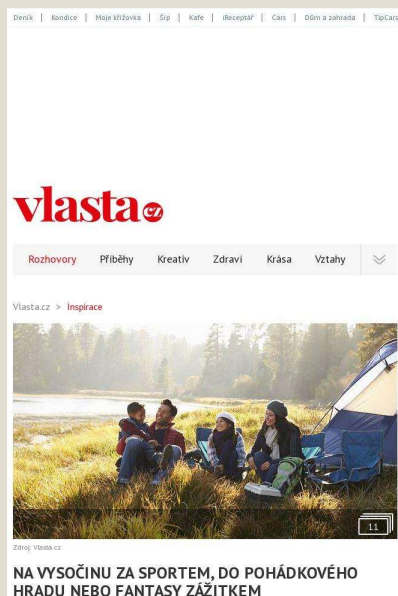 Deník | Kondice | Moje křížovka | Šíp | Kafe | iReceptář | Cars | Dům a zahrada | TipCars
vlasta.cz
Rozhovory Příběhy Kreativ Zdraví Krása Vztahy
Vlasta.cz > Inspirace
11
Zdroj: Vlasta.cz
NA VYSOČINU ZA SPORTEM, DO POHÁDKOVÉHO
HRADU NEBO FANTASY ZÁŽITKEM